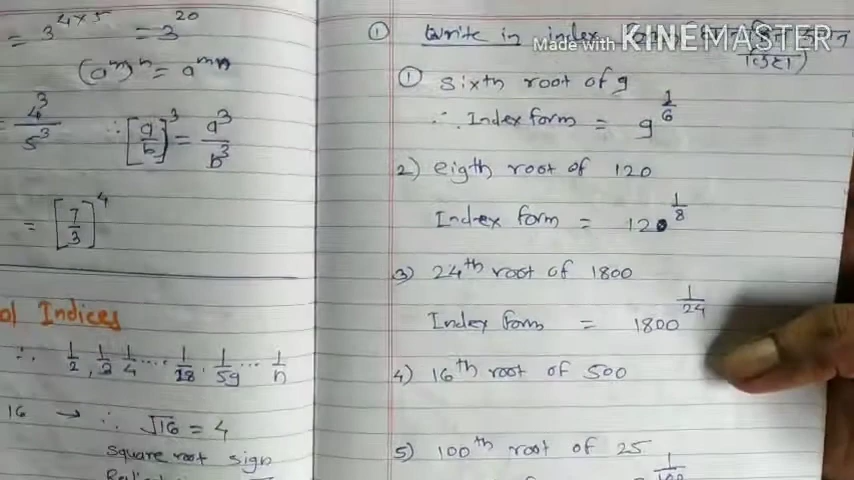 = 3^4×5 = 3^20
(a^m)^n = a^mn
= 4^3/5^3 ∴ [a/b]^3 = a^3/b^3
= [7/3]^4
al Indices
∴ 1/2, 1/3 1/4 .... 1/18, 1/59 ... 1/n
16 → ∴ √16 = 4
square root sign
① Write in index
Made with KINEMASTER
① sixth root of 9
∴ Index form = 9^1/6
2) eigth root of 120
Index form = 120^1/8
3) 24th root of 1800
Index form = 1800^1/24
4) 16th root of 500
5) 100th root of 25
1/100